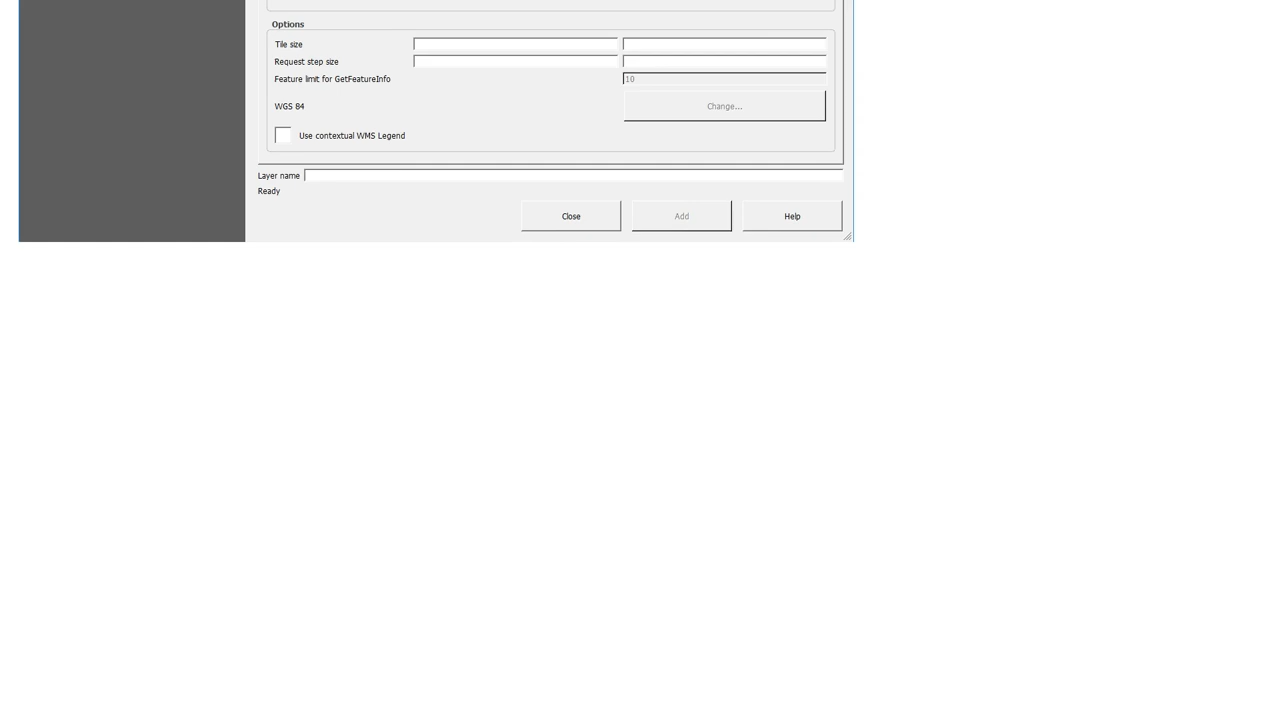 Options
Tile size
Request step size
Feature limit for GetFeatureInfo 10
WGS 84 Change...
Use contextual WMS Legend
Layer name
Ready
Close Add Help